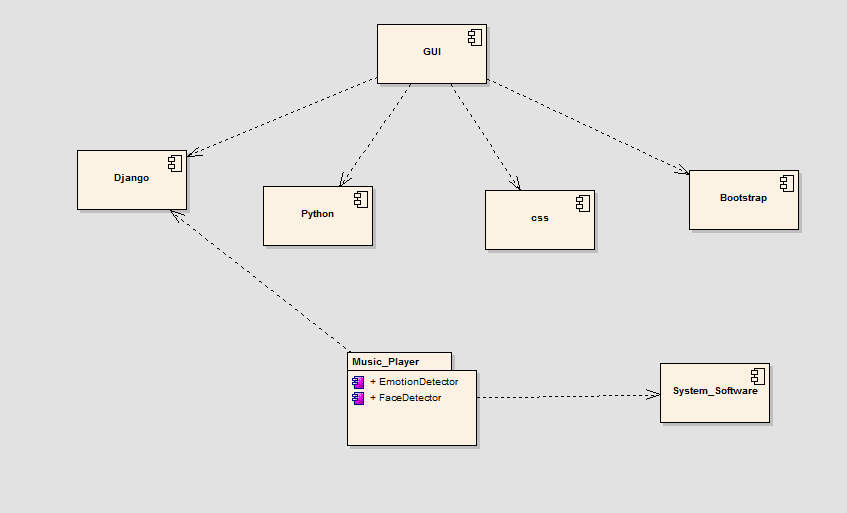 GUI
Django
Python
css
Bootstrap
Music_Player
+ EmotionDetector
+ FaceDetector
System_Software